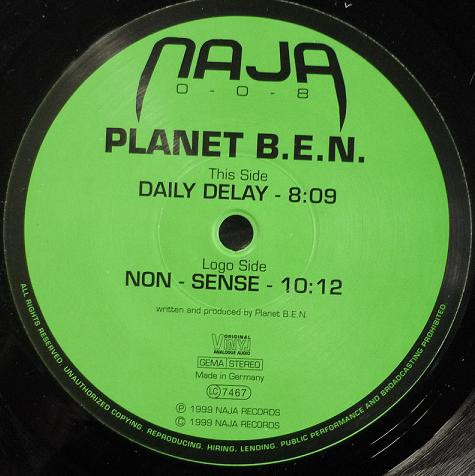 NAJA
0-0-8
PLANET B.E.N.
This Side
DAILY DELAY - 8:09
Logo Side
NON - SENSE - 10:12
written and produced by Planet B.E.N.
ORIGINAL
VINYL
ANALOGUE AUDIO
GEMA STEREO
Made in Germany
LC 7467
Ⓟ 1999 NAJA RECORDS
© 1999 NAJA RECORDS
ALL RIGHTS RESERVED. UNAUTHORIZED COPYING, REPRODUCING, HIRING, LENDING, PUBLIC PERFORMANCE AND BROADCASTING PROHIBITED